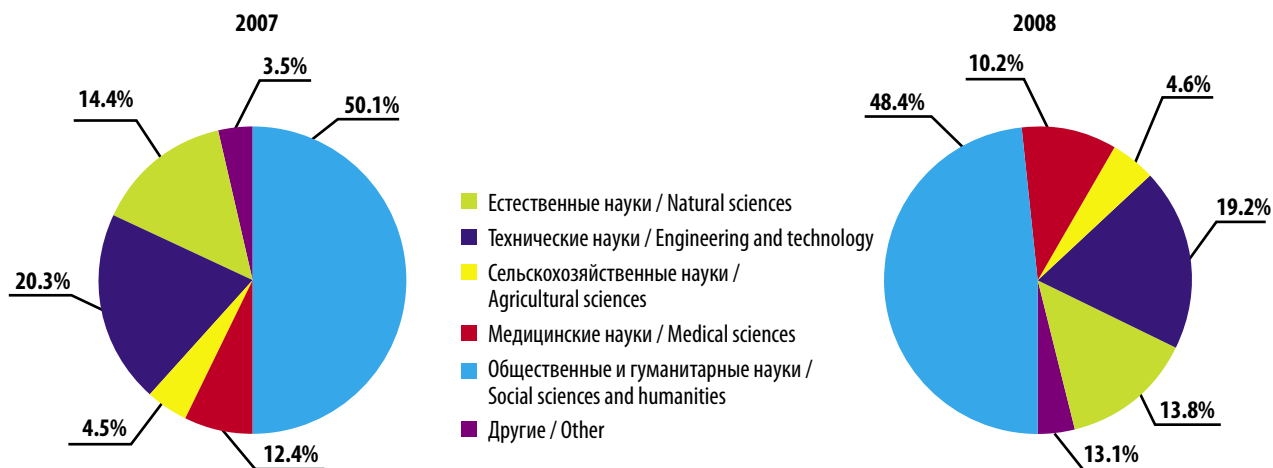 2007
3.5%
14.4%
50.1%
20.3%
4.5%
12.4%
Естественные науки / Natural sciences
Технические науки / Engineering and technology
Сельскохозяйственные науки /
Agricultural sciences
Медицинские науки / Medical sciences
Общественные и гуманитарные науки /
Social sciences and humanities
Другие / Other
2008
10.2%
4.6%
48.4%
19.2%
13.8%
13.1%